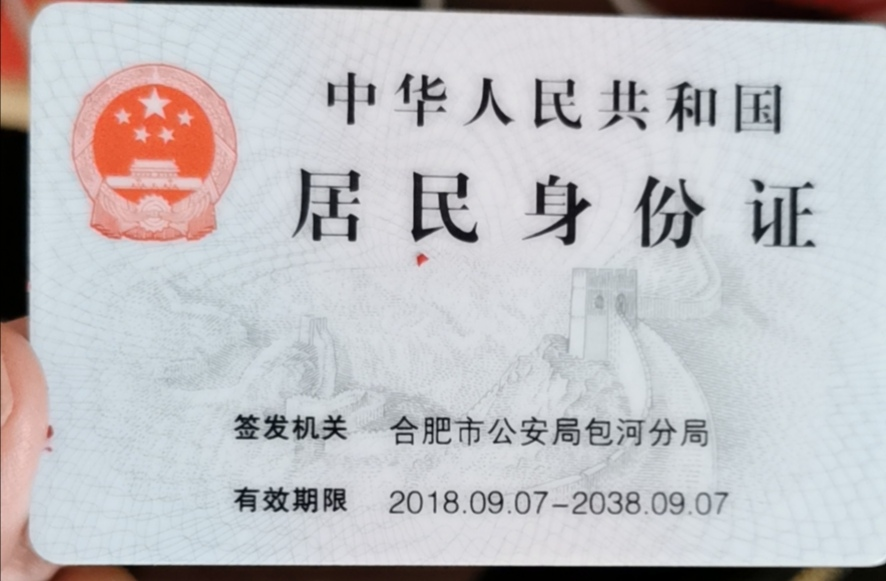 中华人民共和国
居民身份证
签发机关 合肥市公安局包河分局
有效期限 2018.09.07-2038.09.07